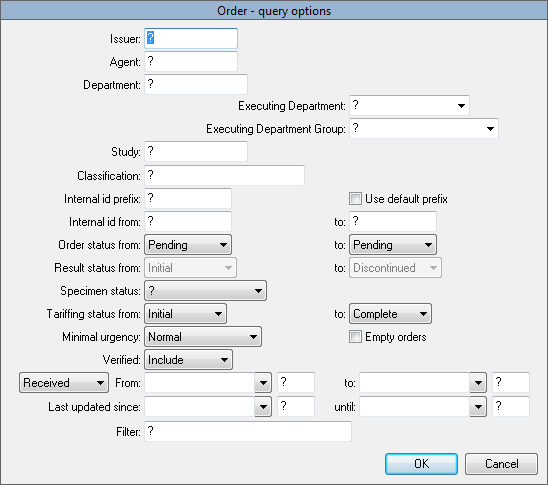 Order - query options
Issuer: ?
Agent: ?
Department: ?
Executing Department: ?
Executing Department Group: ?
Study: ?
Classification: ?
Internal id prefix: ? Use default prefix
Internal id from: ? to: ?
Order status from: Pending to: Pending
Result status from: Initial to: Discontinued
Specimen status: ?
Tariffing status from: Initial to: Complete
Minimal urgency: Normal Empty orders
Verified: Include
Received From: ? to: ?
Last updated since: ? until: ?
Filter: ?
OK Cancel